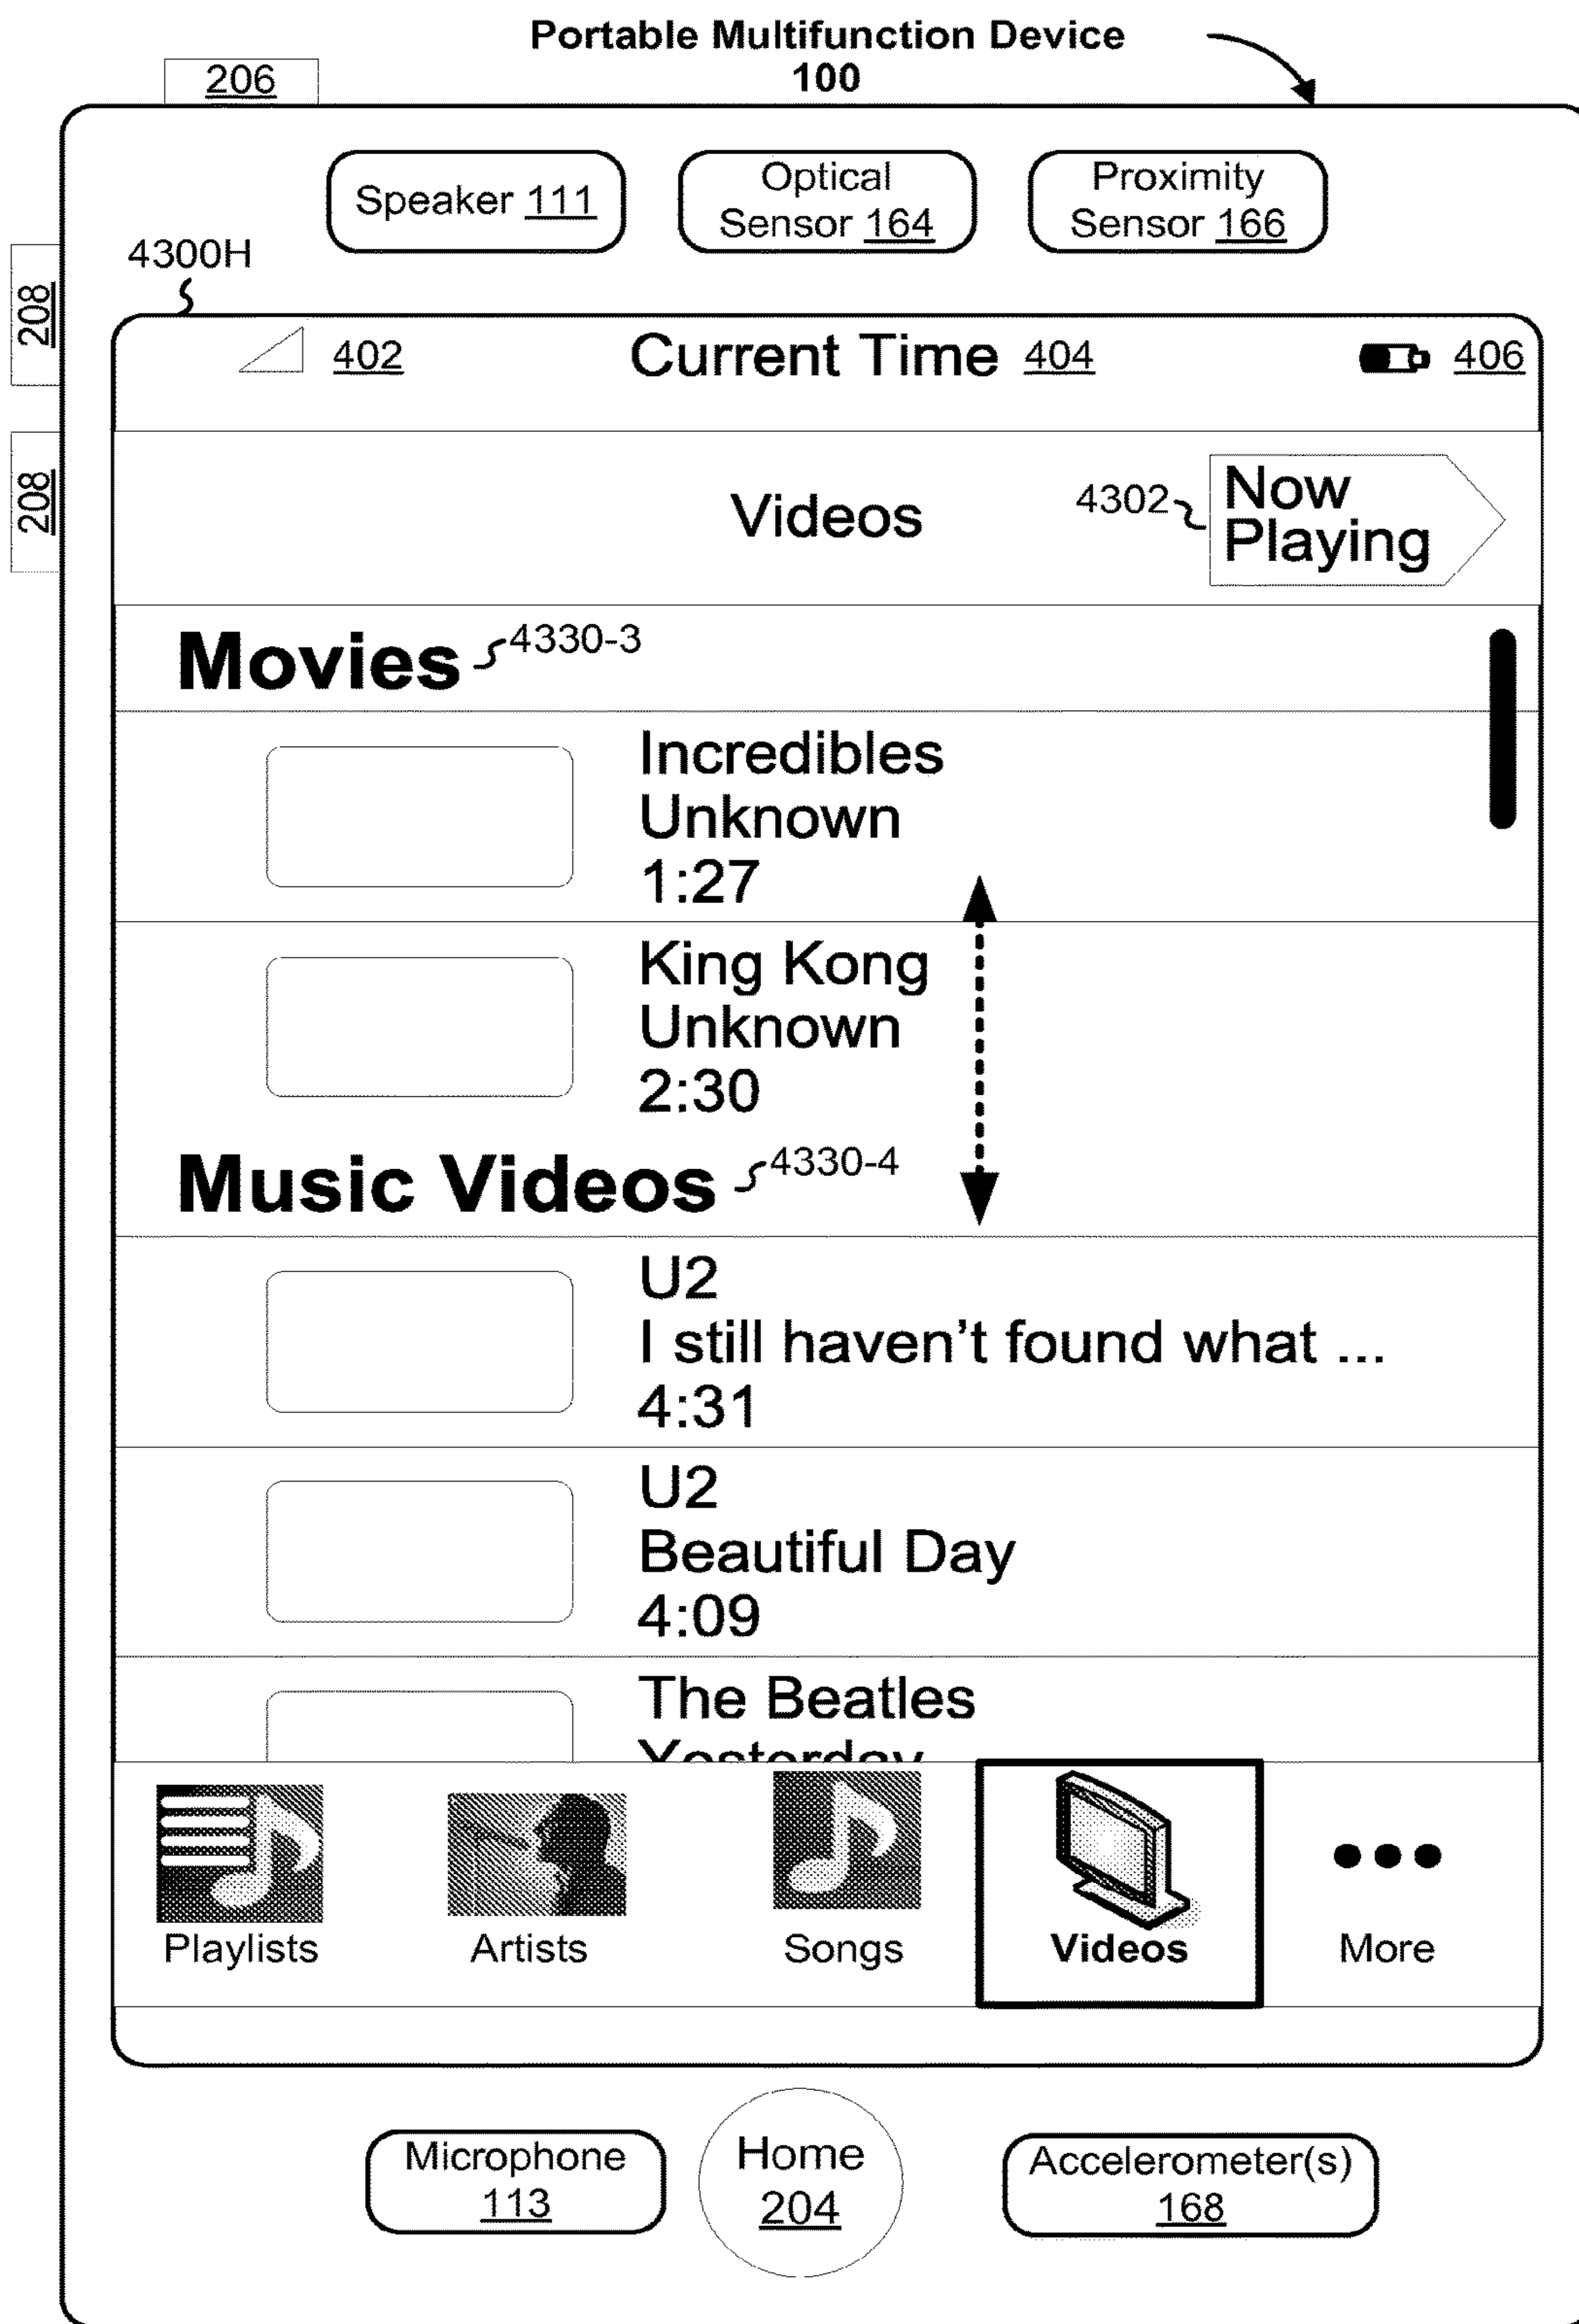 Portable Multifunction Device
100
206
Speaker 111
Optical
Sensor 164
Proximity
Sensor 166
4300H
208
208
402
Current Time 404
406
Videos
4302
Now
Playing
Movies
4330-3
Incredibles
Unknown
1:27
King Kong
Unknown
2:30
Music Videos
4330-4
U2
I still haven’t found what ...
4:31
U2
Beautiful Day
4:09
The Beatles
Yesterday
Playlists
Artists
Songs
Videos
More
Microphone
113
Home
204
Accelerometer(s)
168